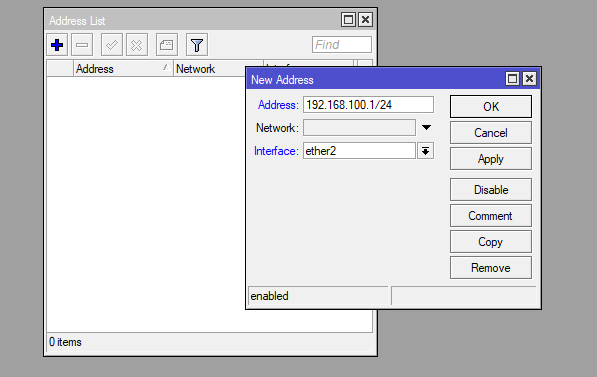 Address List
Find
Address
Network
New Address
Address:
192.168.100.1/24
OK
Network:
Cancel
Interface:
ether2
Apply
Disable
Comment
Copy
Remove
enabled
0 items